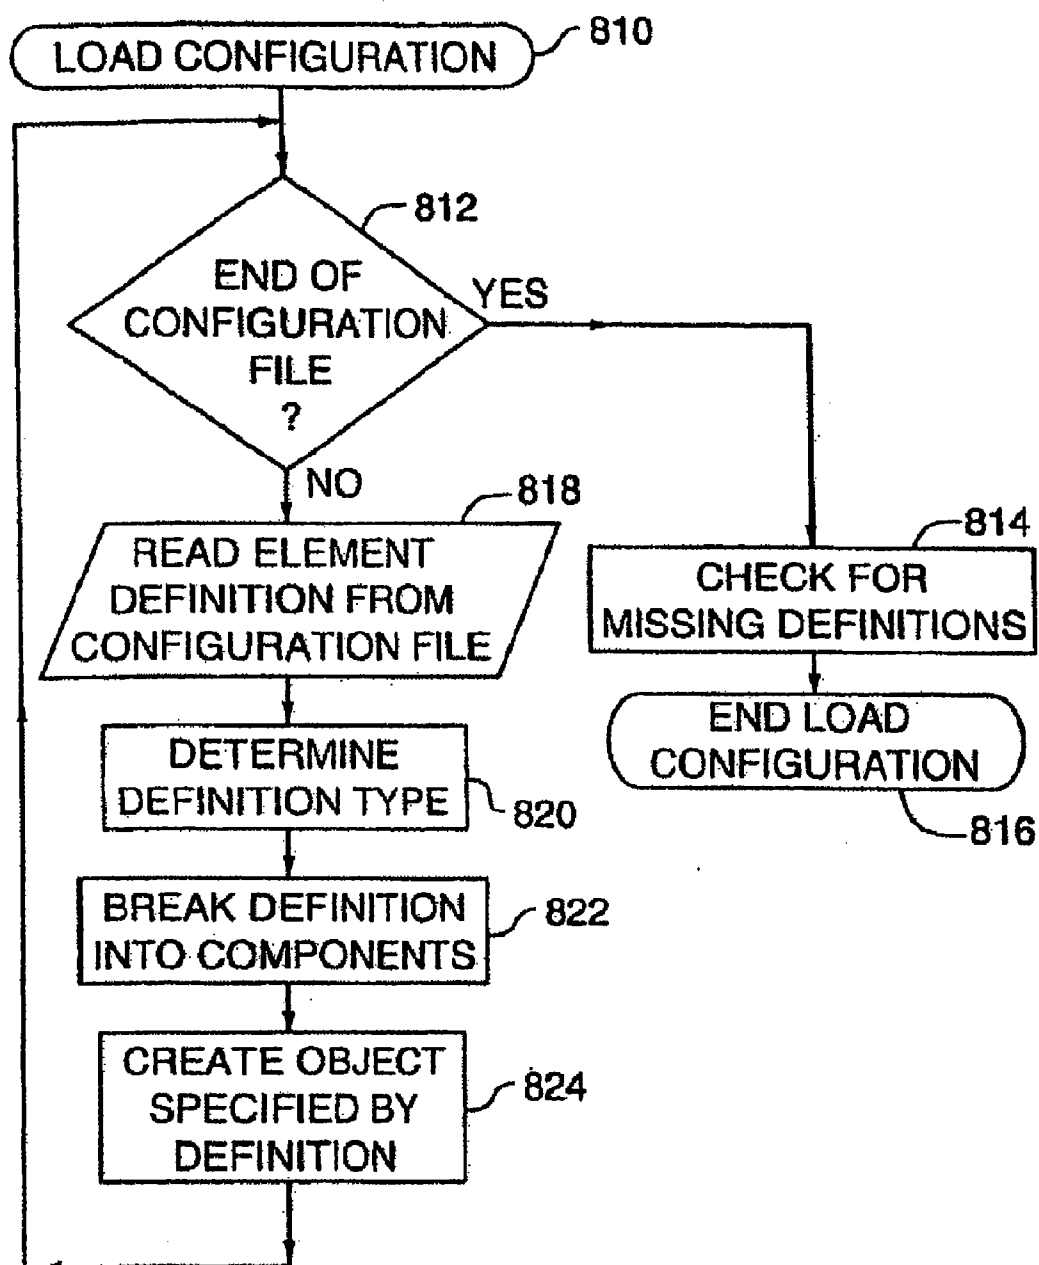 LOAD CONFIGURATION
810
812
END OF
CONFIGURATION
FILE
?
YES
NO
818
READ ELEMENT
DEFINITION FROM
CONFIGURATION FILE
814
CHECK FOR
MISSING DEFINITIONS
END LOAD
CONFIGURATION
816
DETERMINE
DEFINITION TYPE
820
BREAK DEFINITION
INTO COMPONENTS
822
CREATE OBJECT
SPECIFIED BY
DEFINITION
824